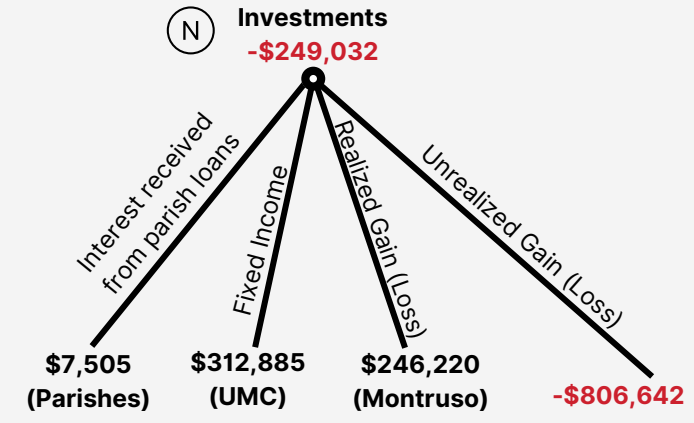 N
Investments
-$249,032
Interest received
from parish loans
Fixed Income
Realized Gain (Loss)
Unrealized Gain (Loss)
$7,505
(Parishes)
$312,885
(UMC)
$246,220
(Montruso)
-$806,642